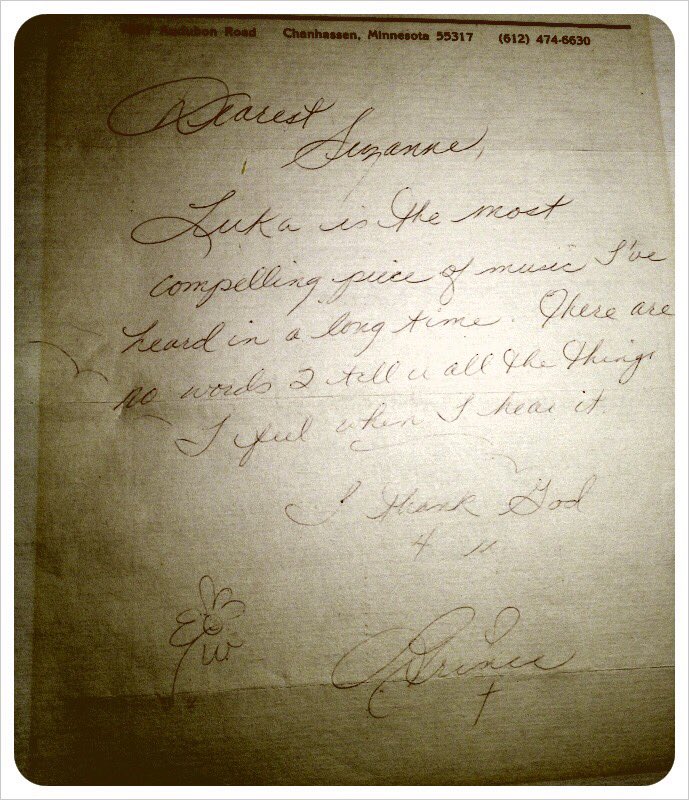 Audubon Road Chanhassen, Minnesota 55317 (612) 474-6630
Dearest
Suzanne,
Luka is the most
compelling piece of music I've
heard in a long time. There are
no words 2 tell u all the things
I feel when I hear it.
I thank God
4 u
Prince